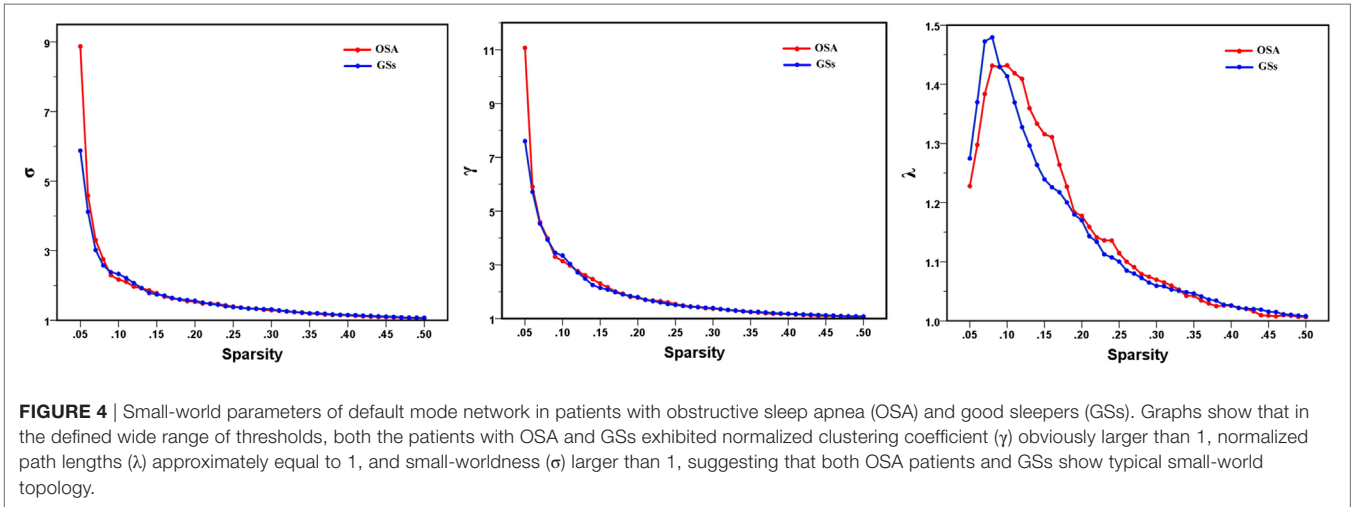 9
7
5
3
1
σ
OSA
GSs
.05 .10 .15 .20 .25 .30 .35 .40 .45 .50
Sparsity
11
9
7
5
3
1
γ
OSA
GSs
.05 .10 .15 .20 .25 .30 .35 .40 .45 .50
Sparsity
1.5
1.4
1.3
1.2
1.1
1.0
λ
OSA
GSs
.05 .10 .15 .20 .25 .30 .35 .40 .45 .50
Sparsity
FIGURE 4 | Small-world parameters of default mode network in patients with obstructive sleep apnea (OSA) and good sleepers (GSs). Graphs show that in
the defined wide range of thresholds, both the patients with OSA and GSs exhibited normalized clustering coefficient (γ) obviously larger than 1, normalized
path lengths (λ) approximately equal to 1, and small-worldness (σ) larger than 1, suggesting that both OSA patients and GSs show typical small-world
topology.